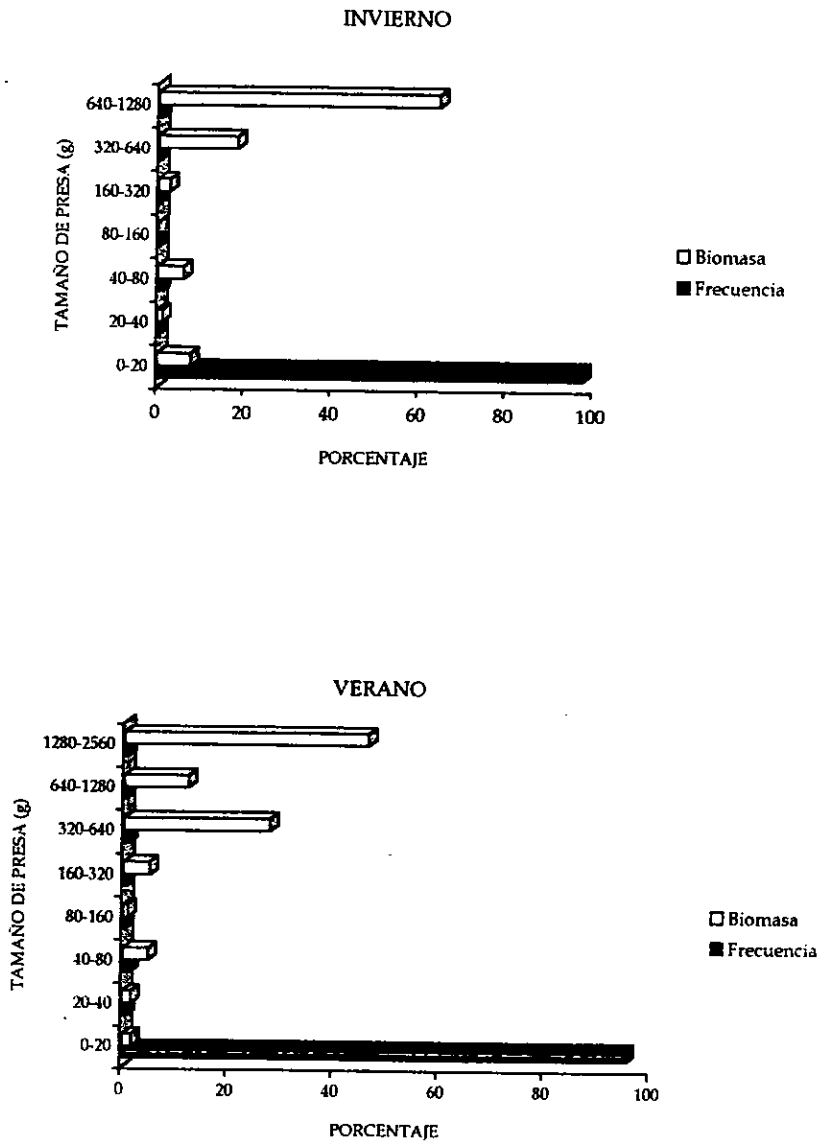 INVIERNO
TAMAÑO DE PRESA (g)
640-1280
320-640
160-320
80-160
40-80
20-40
0-20
0 20 40 60 80 100
PORCENTAJE
Biomasa
Frecuencia
VERANO
TAMAÑO DE PRESA (g)
1280-2560
640-1280
320-640
160-320
80-160
40-80
20-40
0-20
0 20 40 60 80 100
PORCENTAJE
Biomasa
Frecuencia